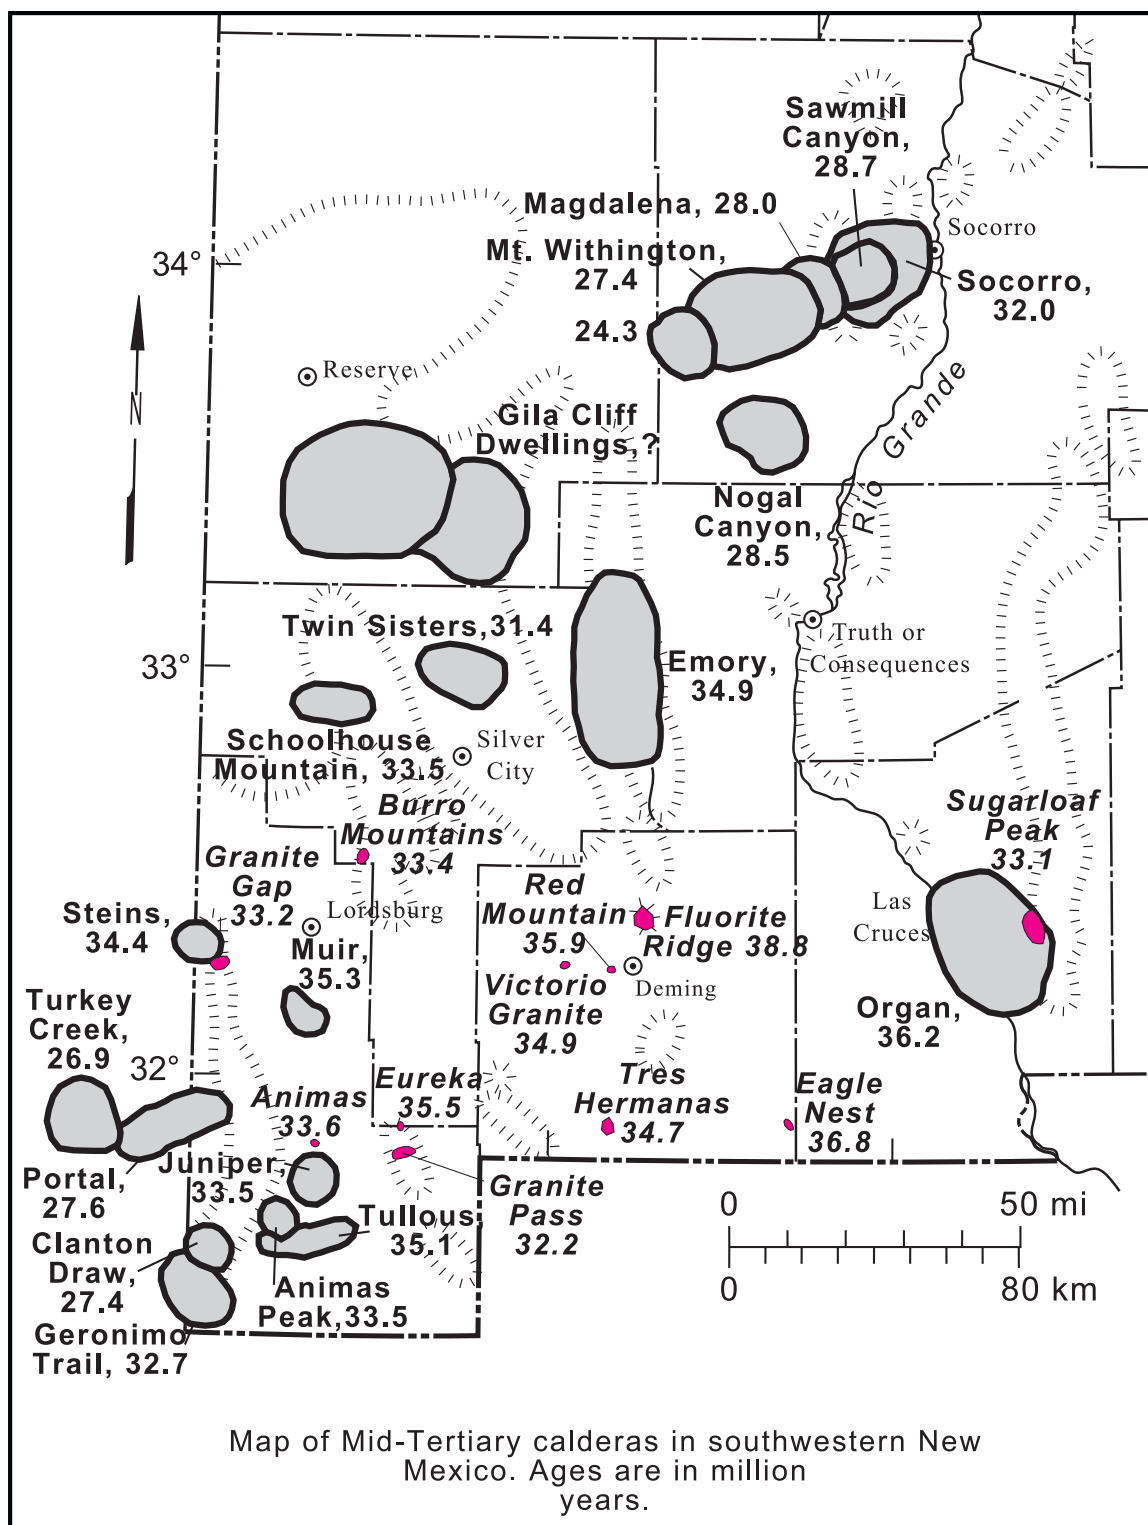 Sawmill
Canyon,
28.7
Magdalena, 28.0
Socorro
Mt. Withington,
27.4
34°
Socorro,
32.0
24.3
Reserve
N
Rio Grande
Gila Cliff
Dwellings,?
Nogal
Canyon,
28.5
Twin Sisters,31.4
Truth or
Consequences
33°
Emory,
34.9
Schoolhouse
Mountain, 33.5
Silver
City
Burro
Mountains
33.4
Sugarloaf
Peak
33.1
Granite
Gap
33.2
Red
Mountain
35.9
Steins,
34.4
Lordsburg
Las
Cruces
Fluorite
Ridge 38.8
Muir,
35.3
Victorio
Granite
34.9
Deming
Turkey
Creek,
26.9
Organ,
36.2
32°
Animas
33.6
Eureka
35.5
Tres
Hermanas
34.7
Eagle
Nest
36.8
Portal,
27.6
Juniper,
33.5
Granite
Pass
32.2
Tullous,
35.1
Clanton
Draw,
27.4
Animas
Peak,33.5
Geronimo
Trail, 32.7
0 50 mi
0 80 km
Map of Mid-Tertiary calderas in southwestern New
Mexico. Ages are in million
years.